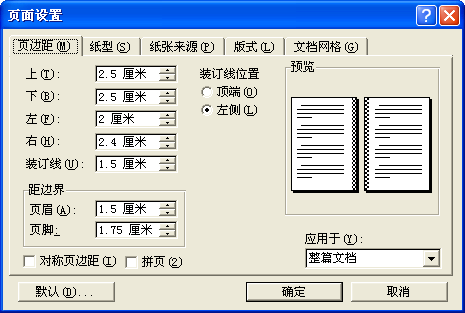 页面设置
页边距(M) 纸型(S) 纸张来源(P) 版式(L) 文档网格(G)
上(T): 2.5 厘米
下(B): 2.5 厘米
左(F): 2 厘米
右(H): 2.4 厘米
装订线(U): 1.5 厘米
装订线位置
顶端(O)
左侧(L)
预览
距边界
页眉(A): 1.5 厘米
页脚: 1.75 厘米
对称页边距(I) 拼页(2)
应用于(Y):
整篇文档
默认(D)... 确定 取消